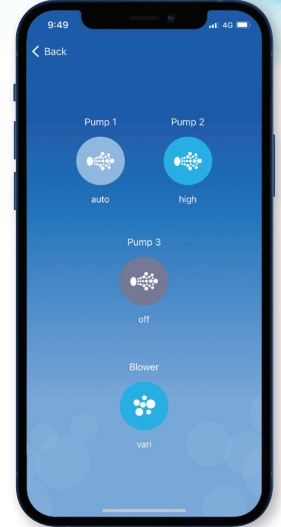 9:49
4G
Back
Pump 1 Pump 2
auto high
Pump 3
off
Blower
vari